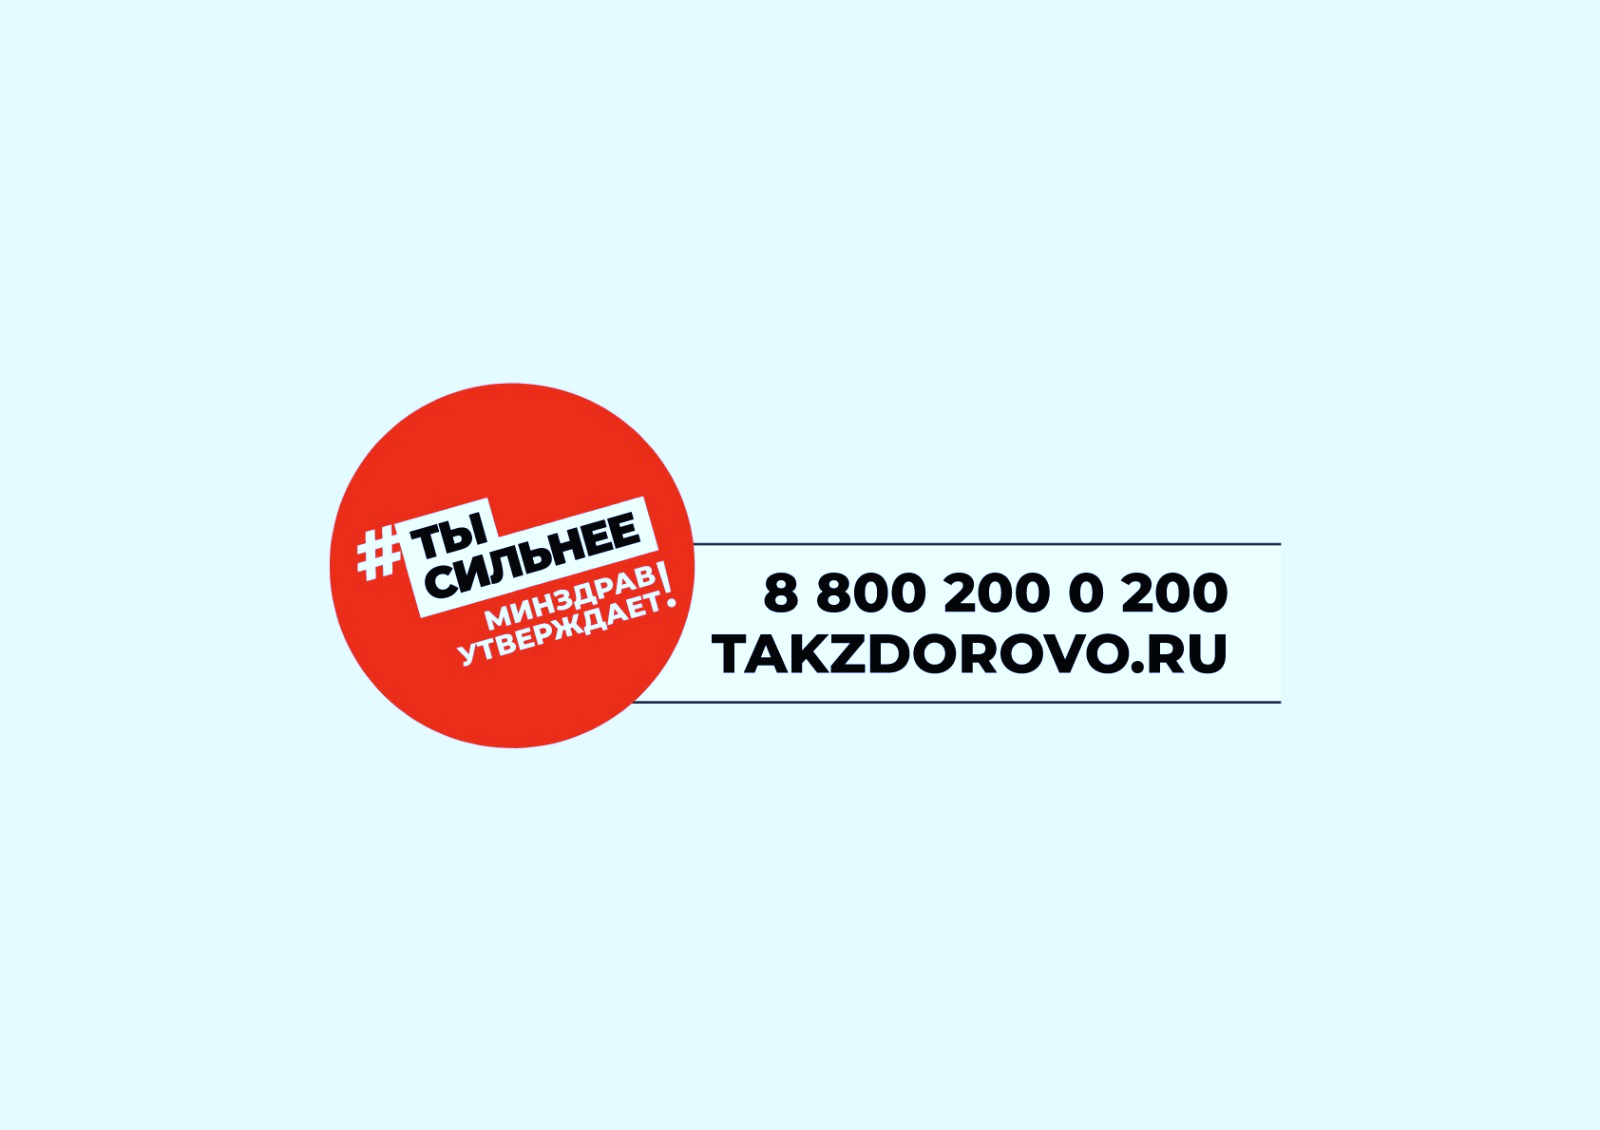 #ТЫ
СИЛЬНЕЕ
МИНЗДРАВ
УТВЕРЖДАЕТ!
8 800 200 0 200
TAKZDOROVO.RU